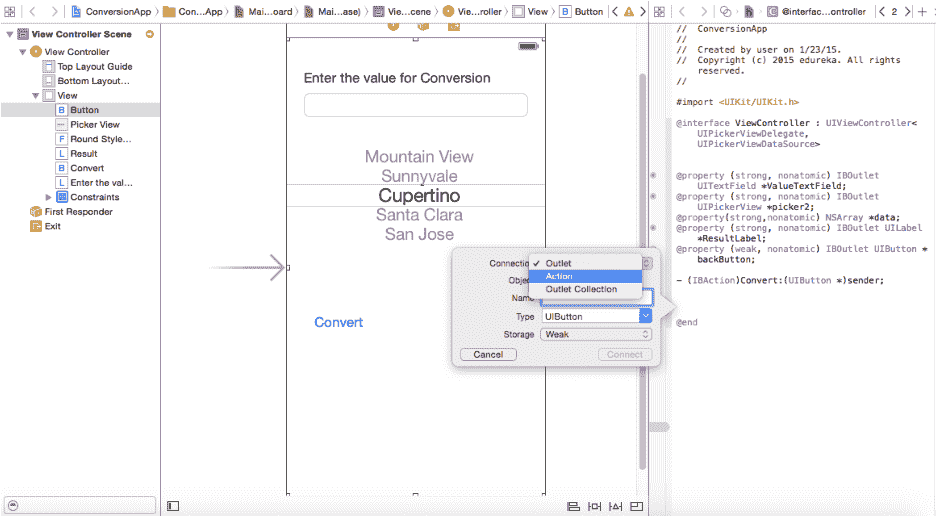 ConversionApp
Con...App
Mai...oard
Mai...ase)
Vie...cene
Vie...roller
View
B Button
@interfac...ontroller
2
View Controller Scene
View Controller
Top Layout Guide
Bottom Layout...
View
B Button
Picker View
F Round Style...
L Result
B Convert
L Enter the val...
Constraints
First Responder
Exit
Enter the value for Conversion
Mountain View
Sunnyvale
Cupertino
Santa Clara
San Jose
Convert
Connectio
Outlet
Objec
Action
Outlet Collection
Name
Type UIButton
Storage Weak
Cancel
Connect
// ConversionApp
//
// Created by user on 1/23/15.
// Copyright (c) 2015 edureka. All rights
reserved.
//
#import <UIKit/UIKit.h>
@interface ViewController : UIViewController<
UIPickerViewDelegate,
UIPickerViewDataSource>
@property (strong, nonatomic) IBOutlet
UITextField *ValueTextField;
@property (strong, nonatomic) IBOutlet
UIPickerView *picker2;
@property(strong,nonatomic) NSArray *data;
@property (strong, nonatomic) IBOutlet UILabel
*ResultLabel;
@property (weak, nonatomic) IBOutlet UIButton *
backButton;
- (IBAction)Convert:(UIButton *)sender;
@end